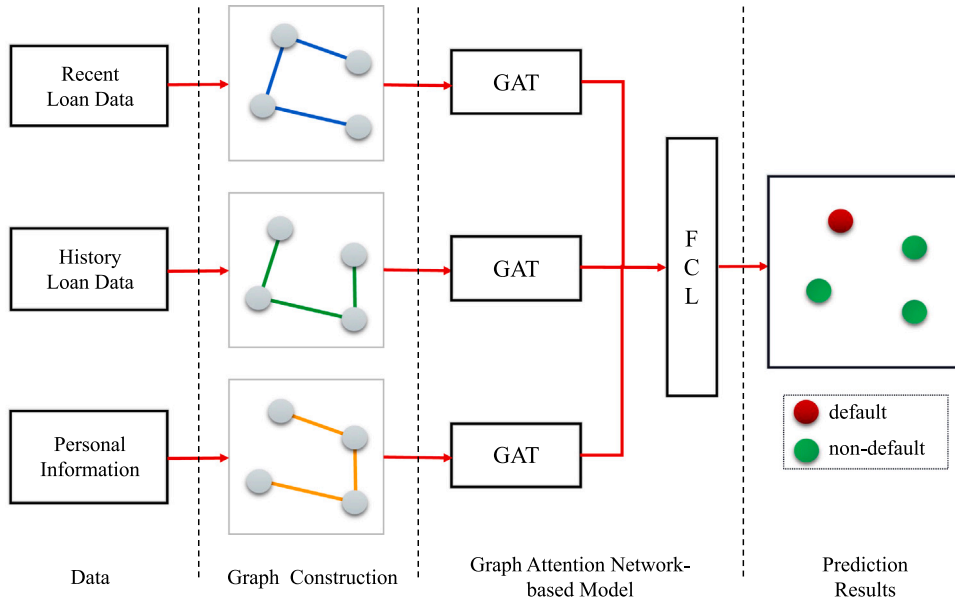 Recent
Loan Data
GAT
History
Loan Data
GAT
F
C
L
Personal
Information
GAT
default
non-default
Data
Graph Construction
Graph Attention Network-
based Model
Prediction
Results